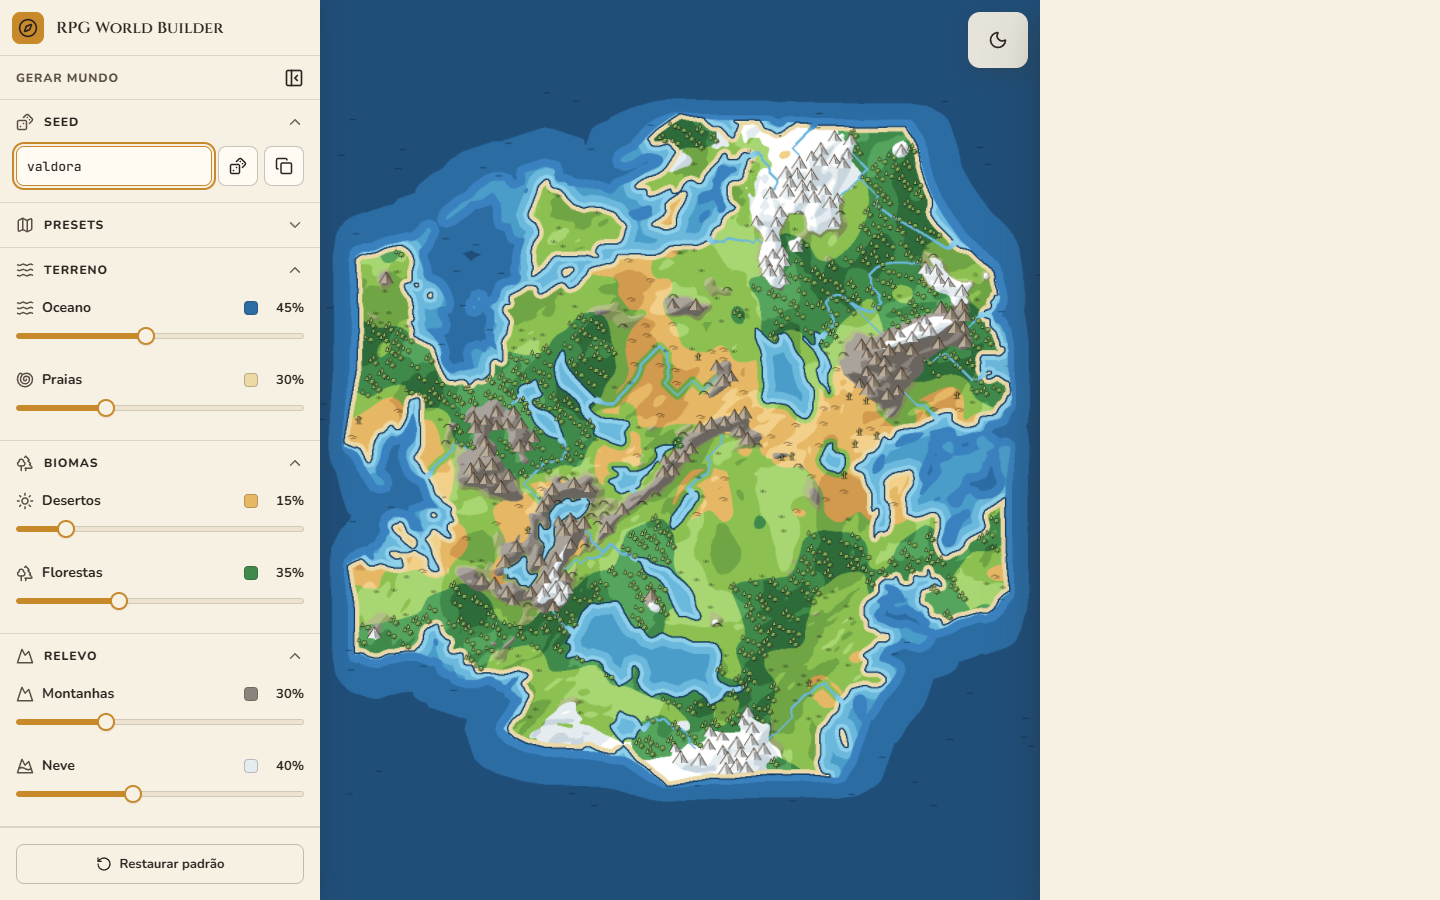 RPG World Builder
GERAR MUNDO
SEED
valdora
PRESETS
TERRENO
Oceano 45%
Praias 30%
BIOMAS
Desertos 15%
Florestas 35%
RELEVO
Montanhas 30%
Neve 40%
Restaurar padrão